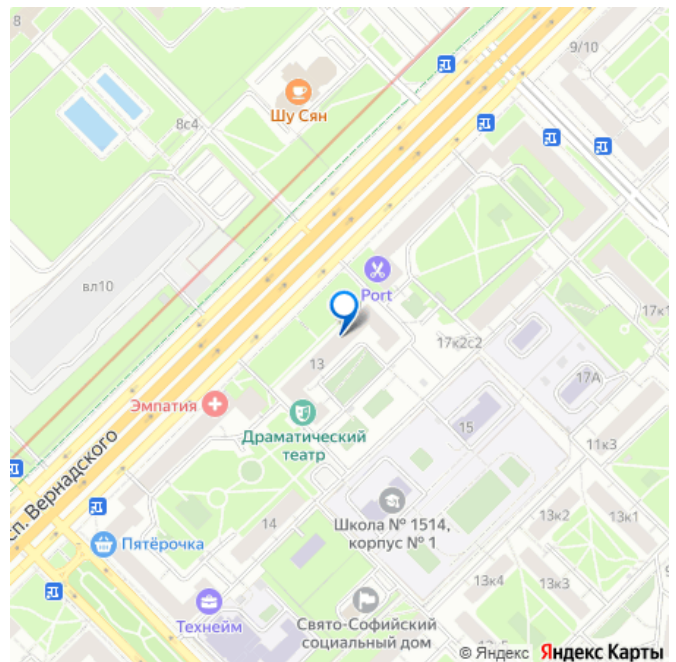 8
9/10
Шу Сян
8с4
вл10
Port
17к1
17к2с2
13
17А
Эмпатия
Драматический
театр
15
11к3
сп. Вернадского
14
Школа № 1514,
корпус № 1
13к2
13к1
Пятёрочка
13к4
13к3
Технейм
Свято-Софийский
социальный дом
© Яндекс Яндекс Карты